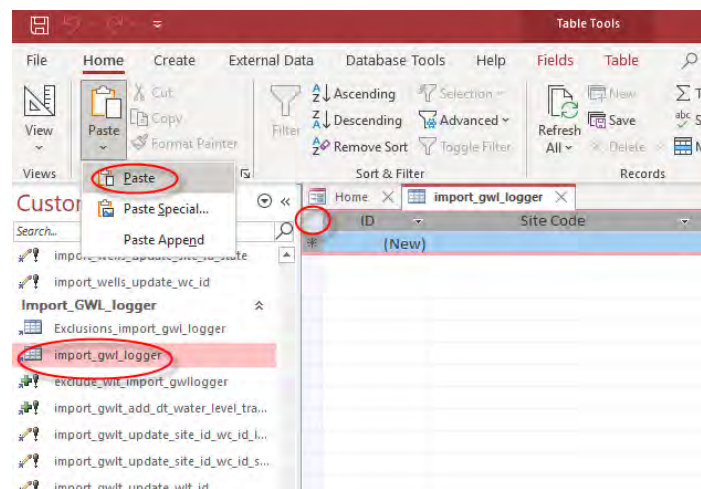 Table Tools
File Home Create External Data Database Tools Help Fields Table
View
Paste
Cut
Copy
Format Painter
Filter
Ascending
Descending
Remove Sort
Selection
Advanced
Toggle Filter
Refresh
All
New
Save
Delete
Views
Sort & Filter
Records
Paste
Paste Special...
Paste Append
Search...
import_wells_update_wc_id
Import_GWL_logger
Exclusions_import_gwl_logger
import_gwl_logger
exclude_wlt_import_gwllogger
import_gwlt_add_dt_water_level_tra...
import_gwlt_update_site_id_wc_id_i...
import_gwlt_update_site_id_wc_id_s...
import_gwlt_update_wlt_id
Home import_gwl_logger
ID Site Code
(New)